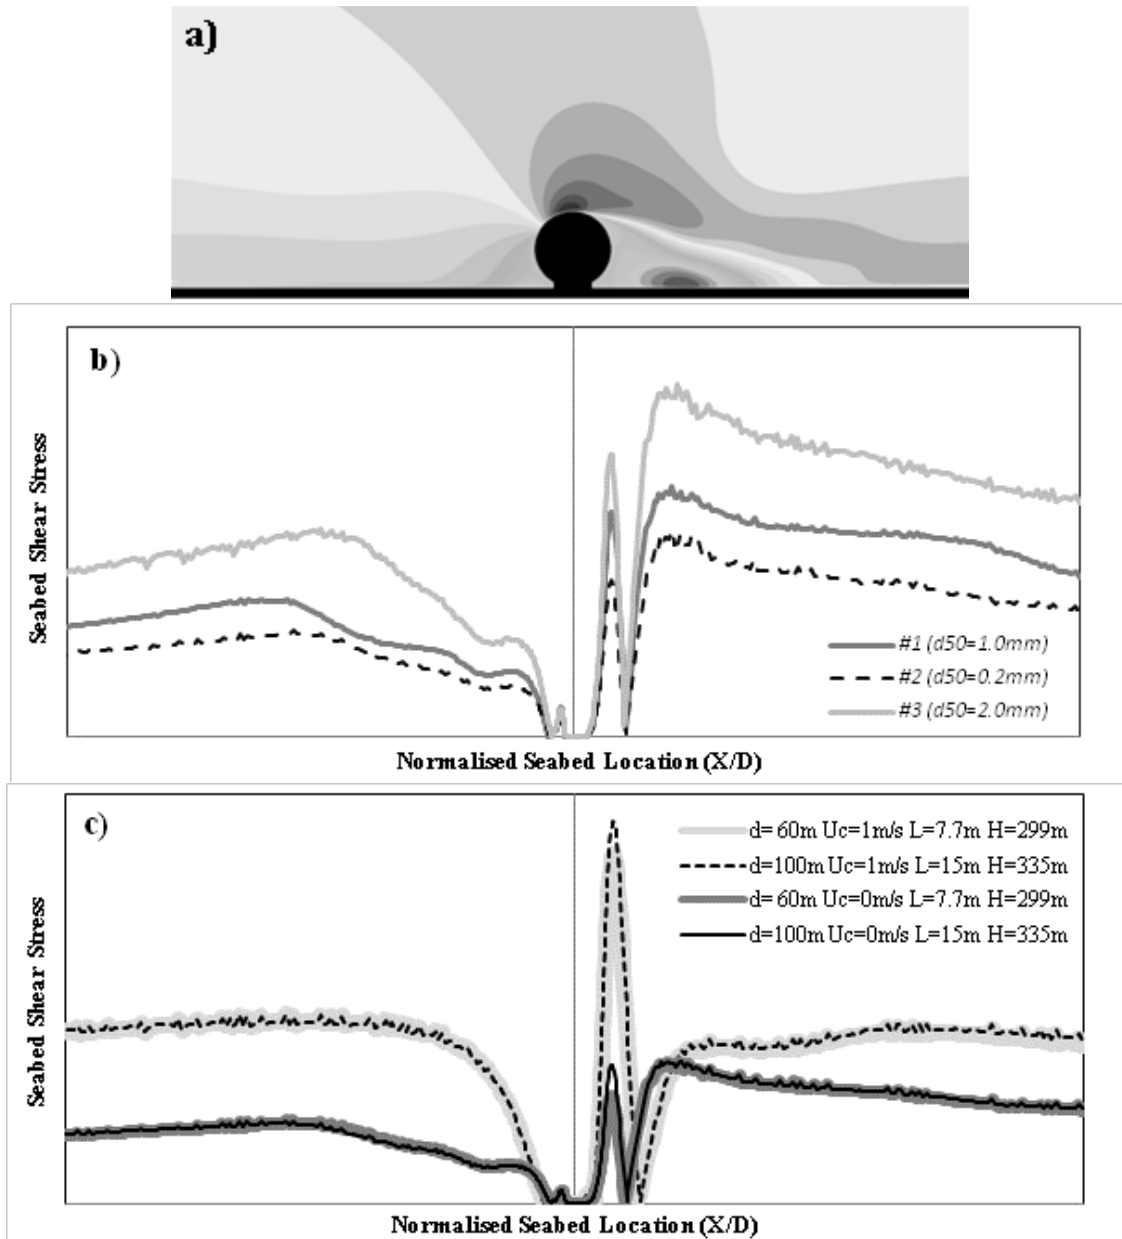 a)
b)
Seabed Shear Stress
#1 (d50=1.0mm)
#2 (d50=0.2mm)
#3 (d50=2.0mm)
Normalised Seabed Location (X/D)
c)
Seabed Shear Stress
d= 60m Uc=1m/s L=7.7m H=299m
d=100m Uc=1m/s L=15m H=335m
d= 60m Uc=0m/s L=7.7m H=299m
d=100m Uc=0m/s L=15m H=335m
Normalised Seabed Location (X/D)